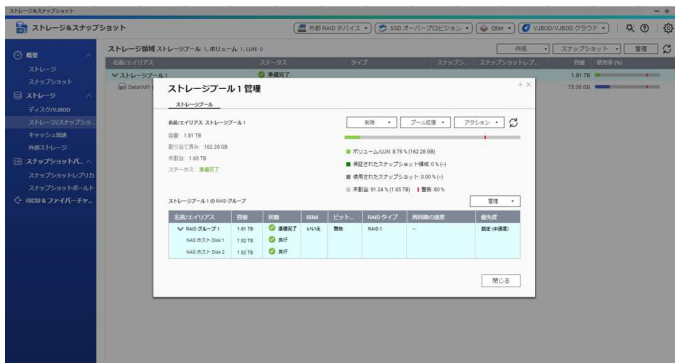 ストレージ&スナップショット
ストレージ&スナップショット
外部 RAID デバイス
SSD オーバープロビジョン
Qtier
VJBOD/VJBOD クラウド
概要
ストレージ
スナップショット
ストレージ
ディスク/VJBOD
ストレージ/スナップショ...
キャッシュ加速
外部ストレージ
スナップショットバ...
スナップショットレプリカ
スナップショットボールト
iSCSI & ファイバーチャ...
ストレージ領域 ストレージプール: 1, ボリューム: 1, LUN: 0
作成
スナップショット
管理
名前/エイリアス
ステータス
タイプ
スナップシ...
スナップショットレプ...
容量
使用率 (%)
ストレージプール 1
準備完了
1.81 TB
DataVol1
ストレージプール 1 管理
ストレージプール
名前/エイリアス: ストレージプール 1
削除
プール拡張
アクション
容量: 1.81 TB
割り当て済み: 162.28 GB
未割当: 1.65 TB
ステータス: 準備完了
ボリューム/LUN: 8.76 % (162.28 GB)
保証されたスナップショット領域: 0 % (--)
使用されたスナップショット: 0.00 % (--)
未割当: 91.24 % (1.65 TB)
警告: 80 %
ストレージプール 1 の RAID グループ
管理
名前/エイリアス
容量
状態
BBM
ビット...
RAID タイプ
再同期の速度
優先度
RAID グループ 1
1.81 TB
準備完了
いいえ
無効
RAID 1
--
既定 (中速度)
NAS ホスト: Disk 1
1.82 TB
良好
NAS ホスト: Disk 2
1.82 TB
良好
閉じる